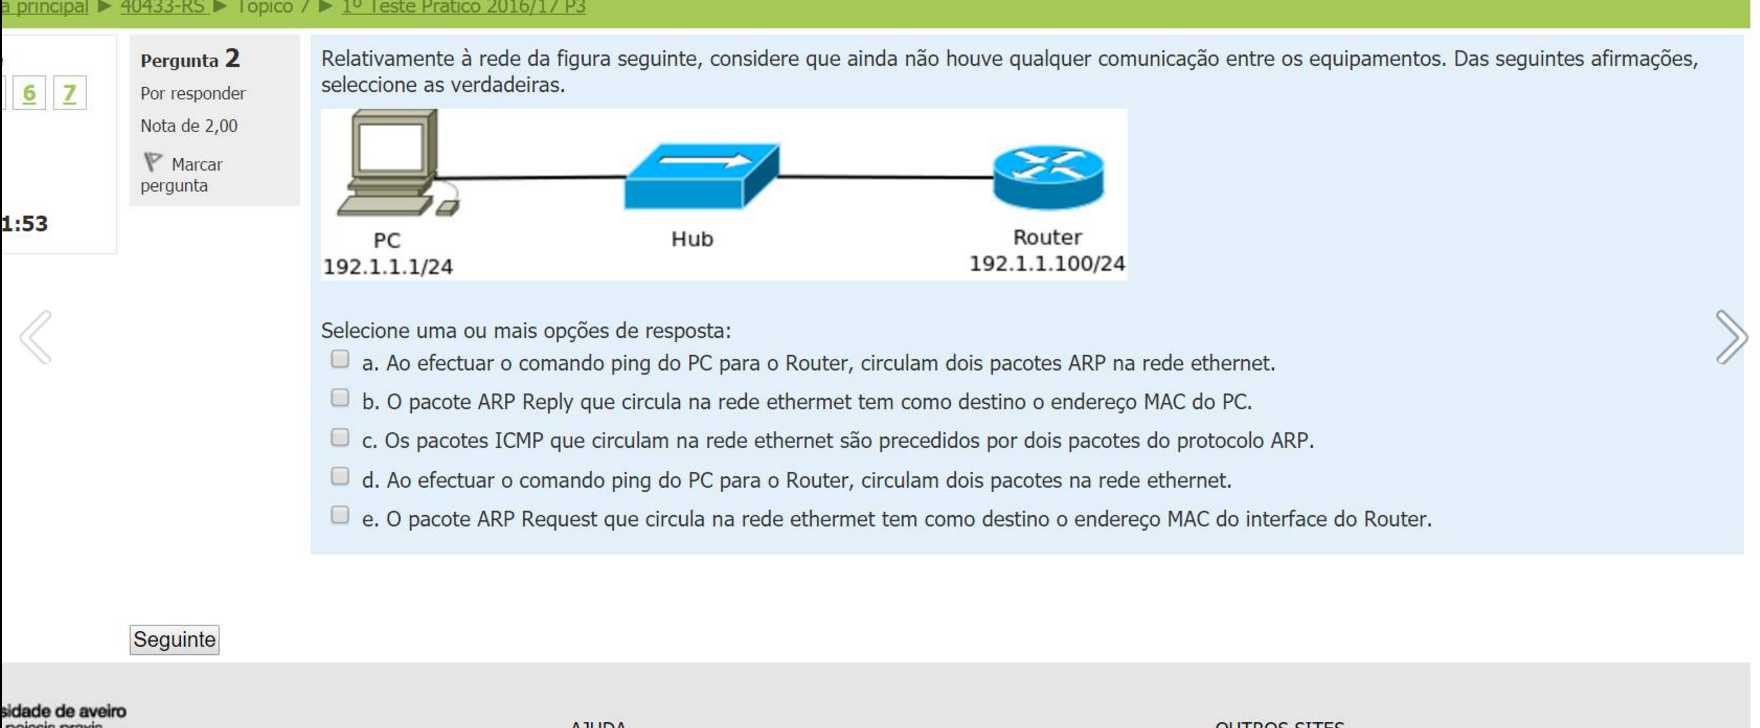 a principal ▶ 40433-RS ▶ Tópico 7 ▶ 1º Teste Prático 2016/17 P3
6 7
1:53
Pergunta 2
Por responder
Nota de 2,00
Marcar
pergunta
Relativamente à rede da figura seguinte, considere que ainda não houve qualquer comunicação entre os equipamentos. Das seguintes afirmações,
seleccione as verdadeiras.
PC
192.1.1.1/24
Hub
Router
192.1.1.100/24
Selecione uma ou mais opções de resposta:
a. Ao efectuar o comando ping do PC para o Router, circulam dois pacotes ARP na rede ethernet.
b. O pacote ARP Reply que circula na rede ethermet tem como destino o endereço MAC do PC.
c. Os pacotes ICMP que circulam na rede ethernet são precedidos por dois pacotes do protocolo ARP.
d. Ao efectuar o comando ping do PC para o Router, circulam dois pacotes na rede ethernet.
e. O pacote ARP Request que circula na rede ethermet tem como destino o endereço MAC do interface do Router.
Seguinte
sidade de aveiro
AJUDA
OUTROS SITES